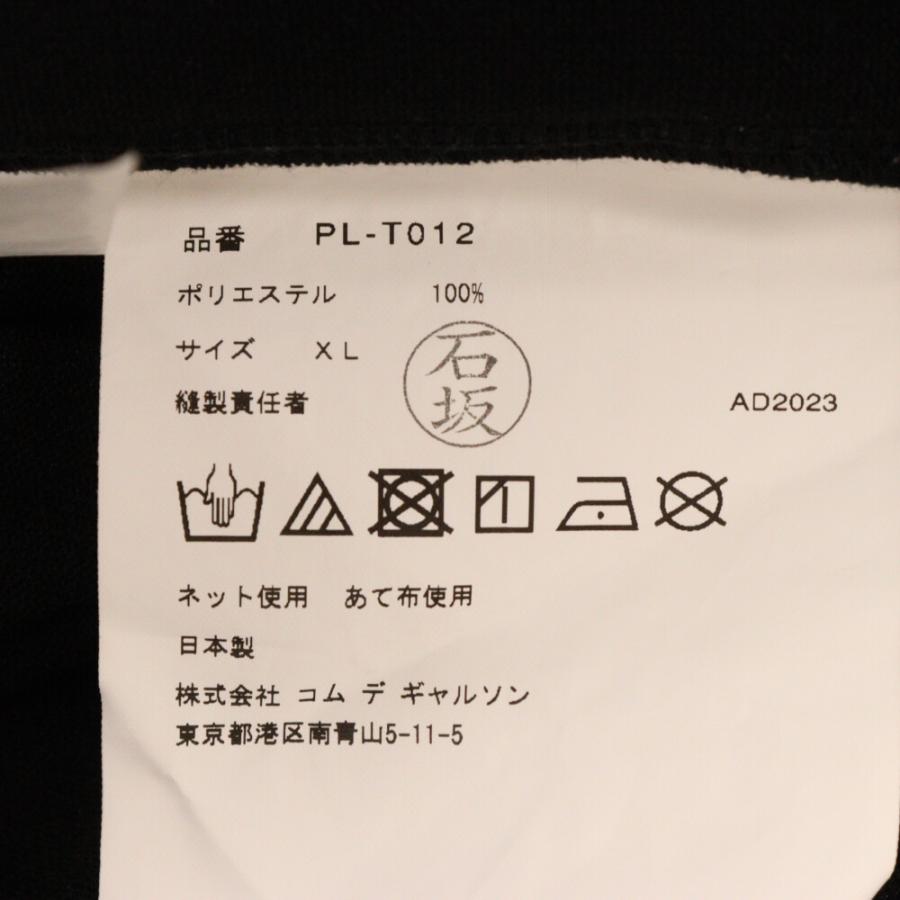 品番 PL-T012
ポリエステル 100%
サイズ XL
縫製責任者 石坂 AD2023
ネット使用 あて布使用
日本製
株式会社 コム デ ギャルソン
東京都港区南青山5-11-5